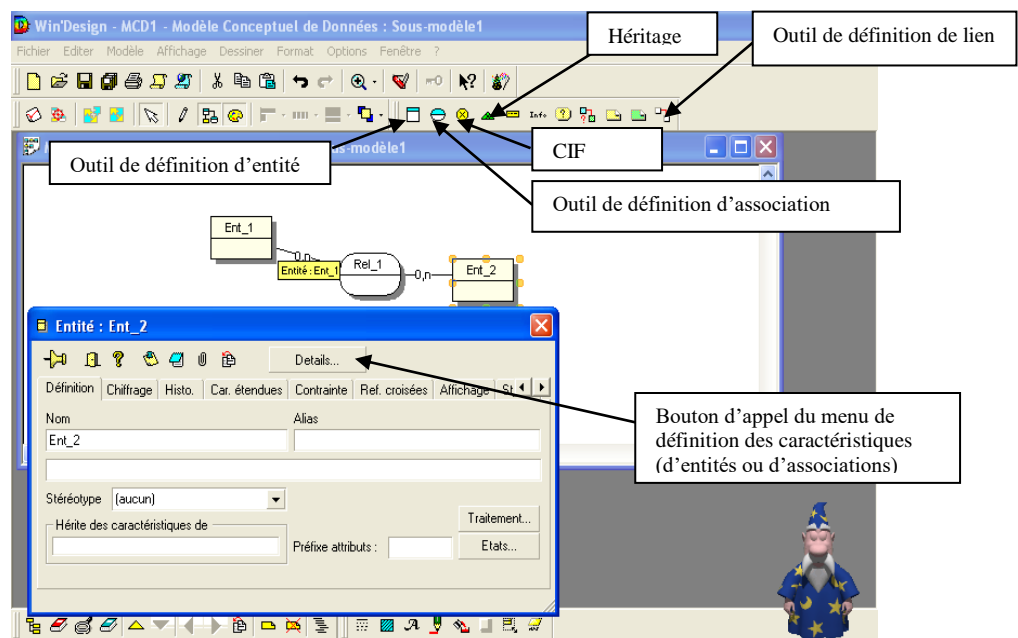 Win'Design - MCD1 - Modèle Conceptuel de Données : Sous-modèle1
Fichier Editer Modèle Affichage Dessiner Format Options Fenêtre ?
Héritage
Outil de définition de lien
Info
Outil de définition d'entité
s-modèle1
CIF
Outil de définition d'association
Ent_1
0,n
Entité : Ent_1
Rel_1
0,n
Ent_2
Entité : Ent_2
Details...
Définition Chiffrage Histo. Car. étendues Contrainte Ref. croisées Affichage St
Nom Alias
Ent_2
Bouton d'appel du menu de
définition des caractéristiques
(d'entités ou d'associations)
Stéréotype (aucun)
Hérite des caractéristiques de
Préfixe attributs :
Traitement...
Etats...